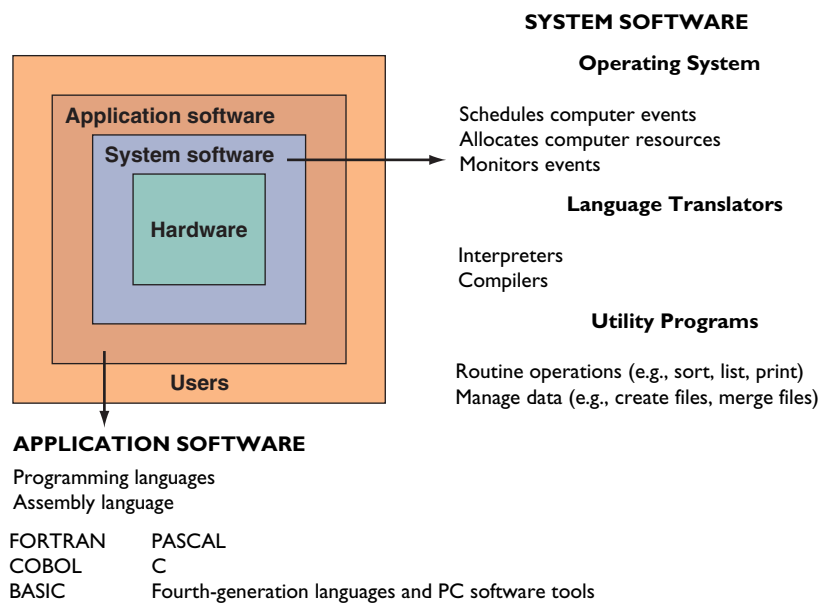 SYSTEM SOFTWARE
Operating System
Schedules computer events
Allocates computer resources
Monitors events
Language Translators
Interpreters
Compilers
Utility Programs
Routine operations (e.g., sort, list, print)
Manage data (e.g., create files, merge files)
Application software
System software
Hardware
Users
APPLICATION SOFTWARE
Programming languages
Assembly language
FORTRAN PASCAL
COBOL C
BASIC Fourth-generation languages and PC software tools